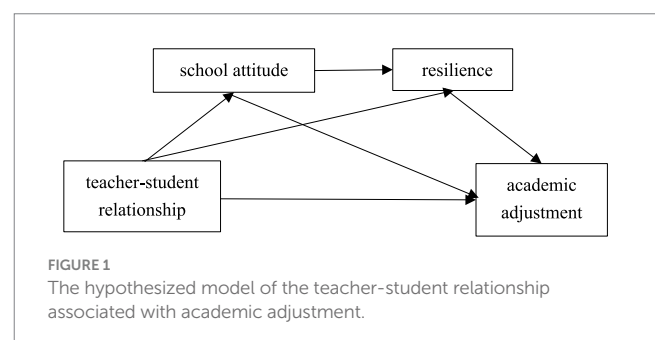 school attitude
resilience
teacher-student
relationship
academic
adjustment
FIGURE 1
The hypothesized model of the teacher-student relationship
associated with academic adjustment.